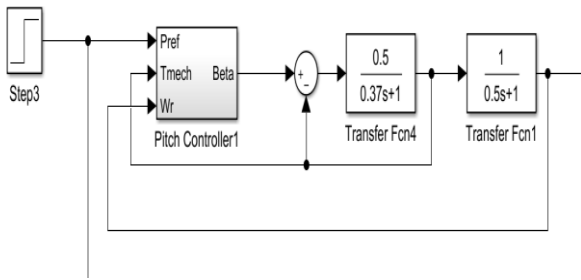 Step3
Pref
Tmech
Wr
Beta
Pitch Controller1
+
−
0.5
0.37s+1
Transfer Fcn4
1
0.5s+1
Transfer Fcn1